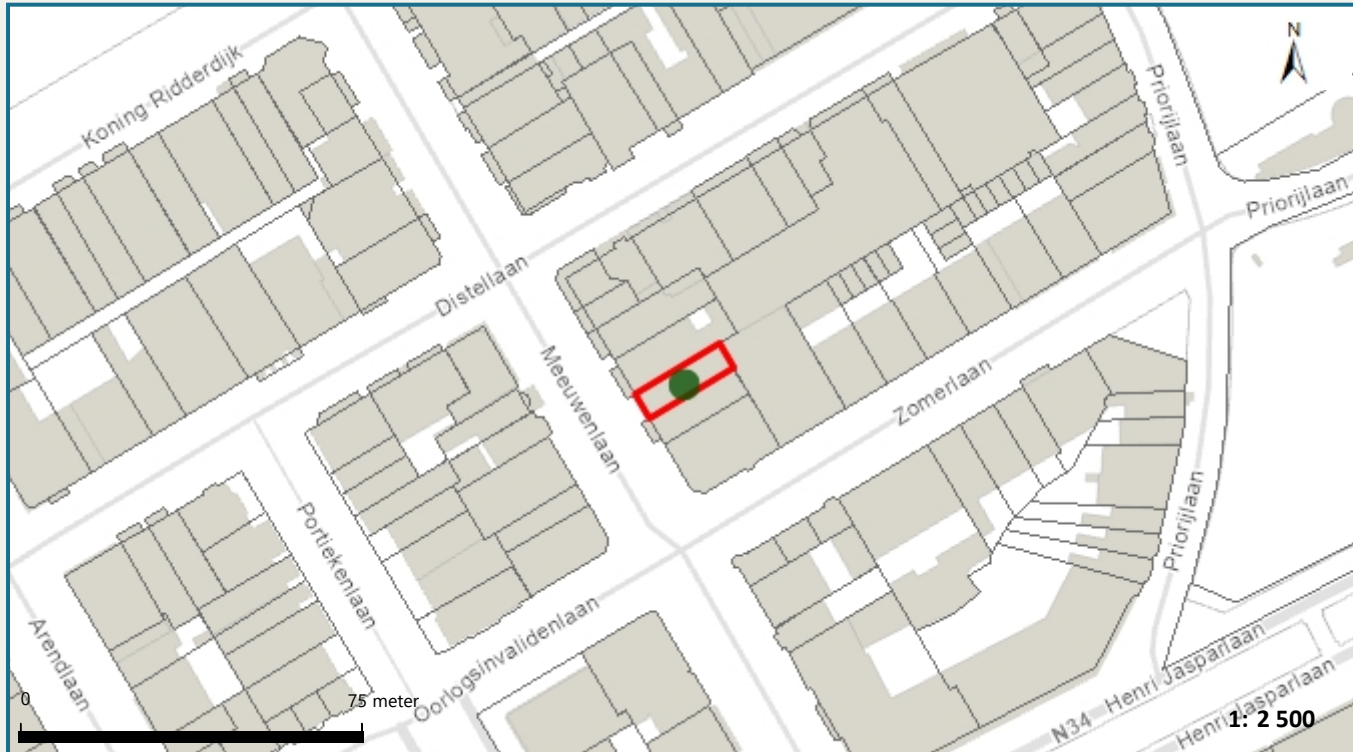 N
Koning Ridderdijk
Priorijlaan
Priorijlaan
Distellaan
Meeuwenlaan
Zomerlaan
Portiekenlaan
Priorijlaan
Arendlaan
Oorlogsinvalidenlaan
N34 Henri Jasparlaan
Henri Jasparlaan
0
75 meter
1: 2 500